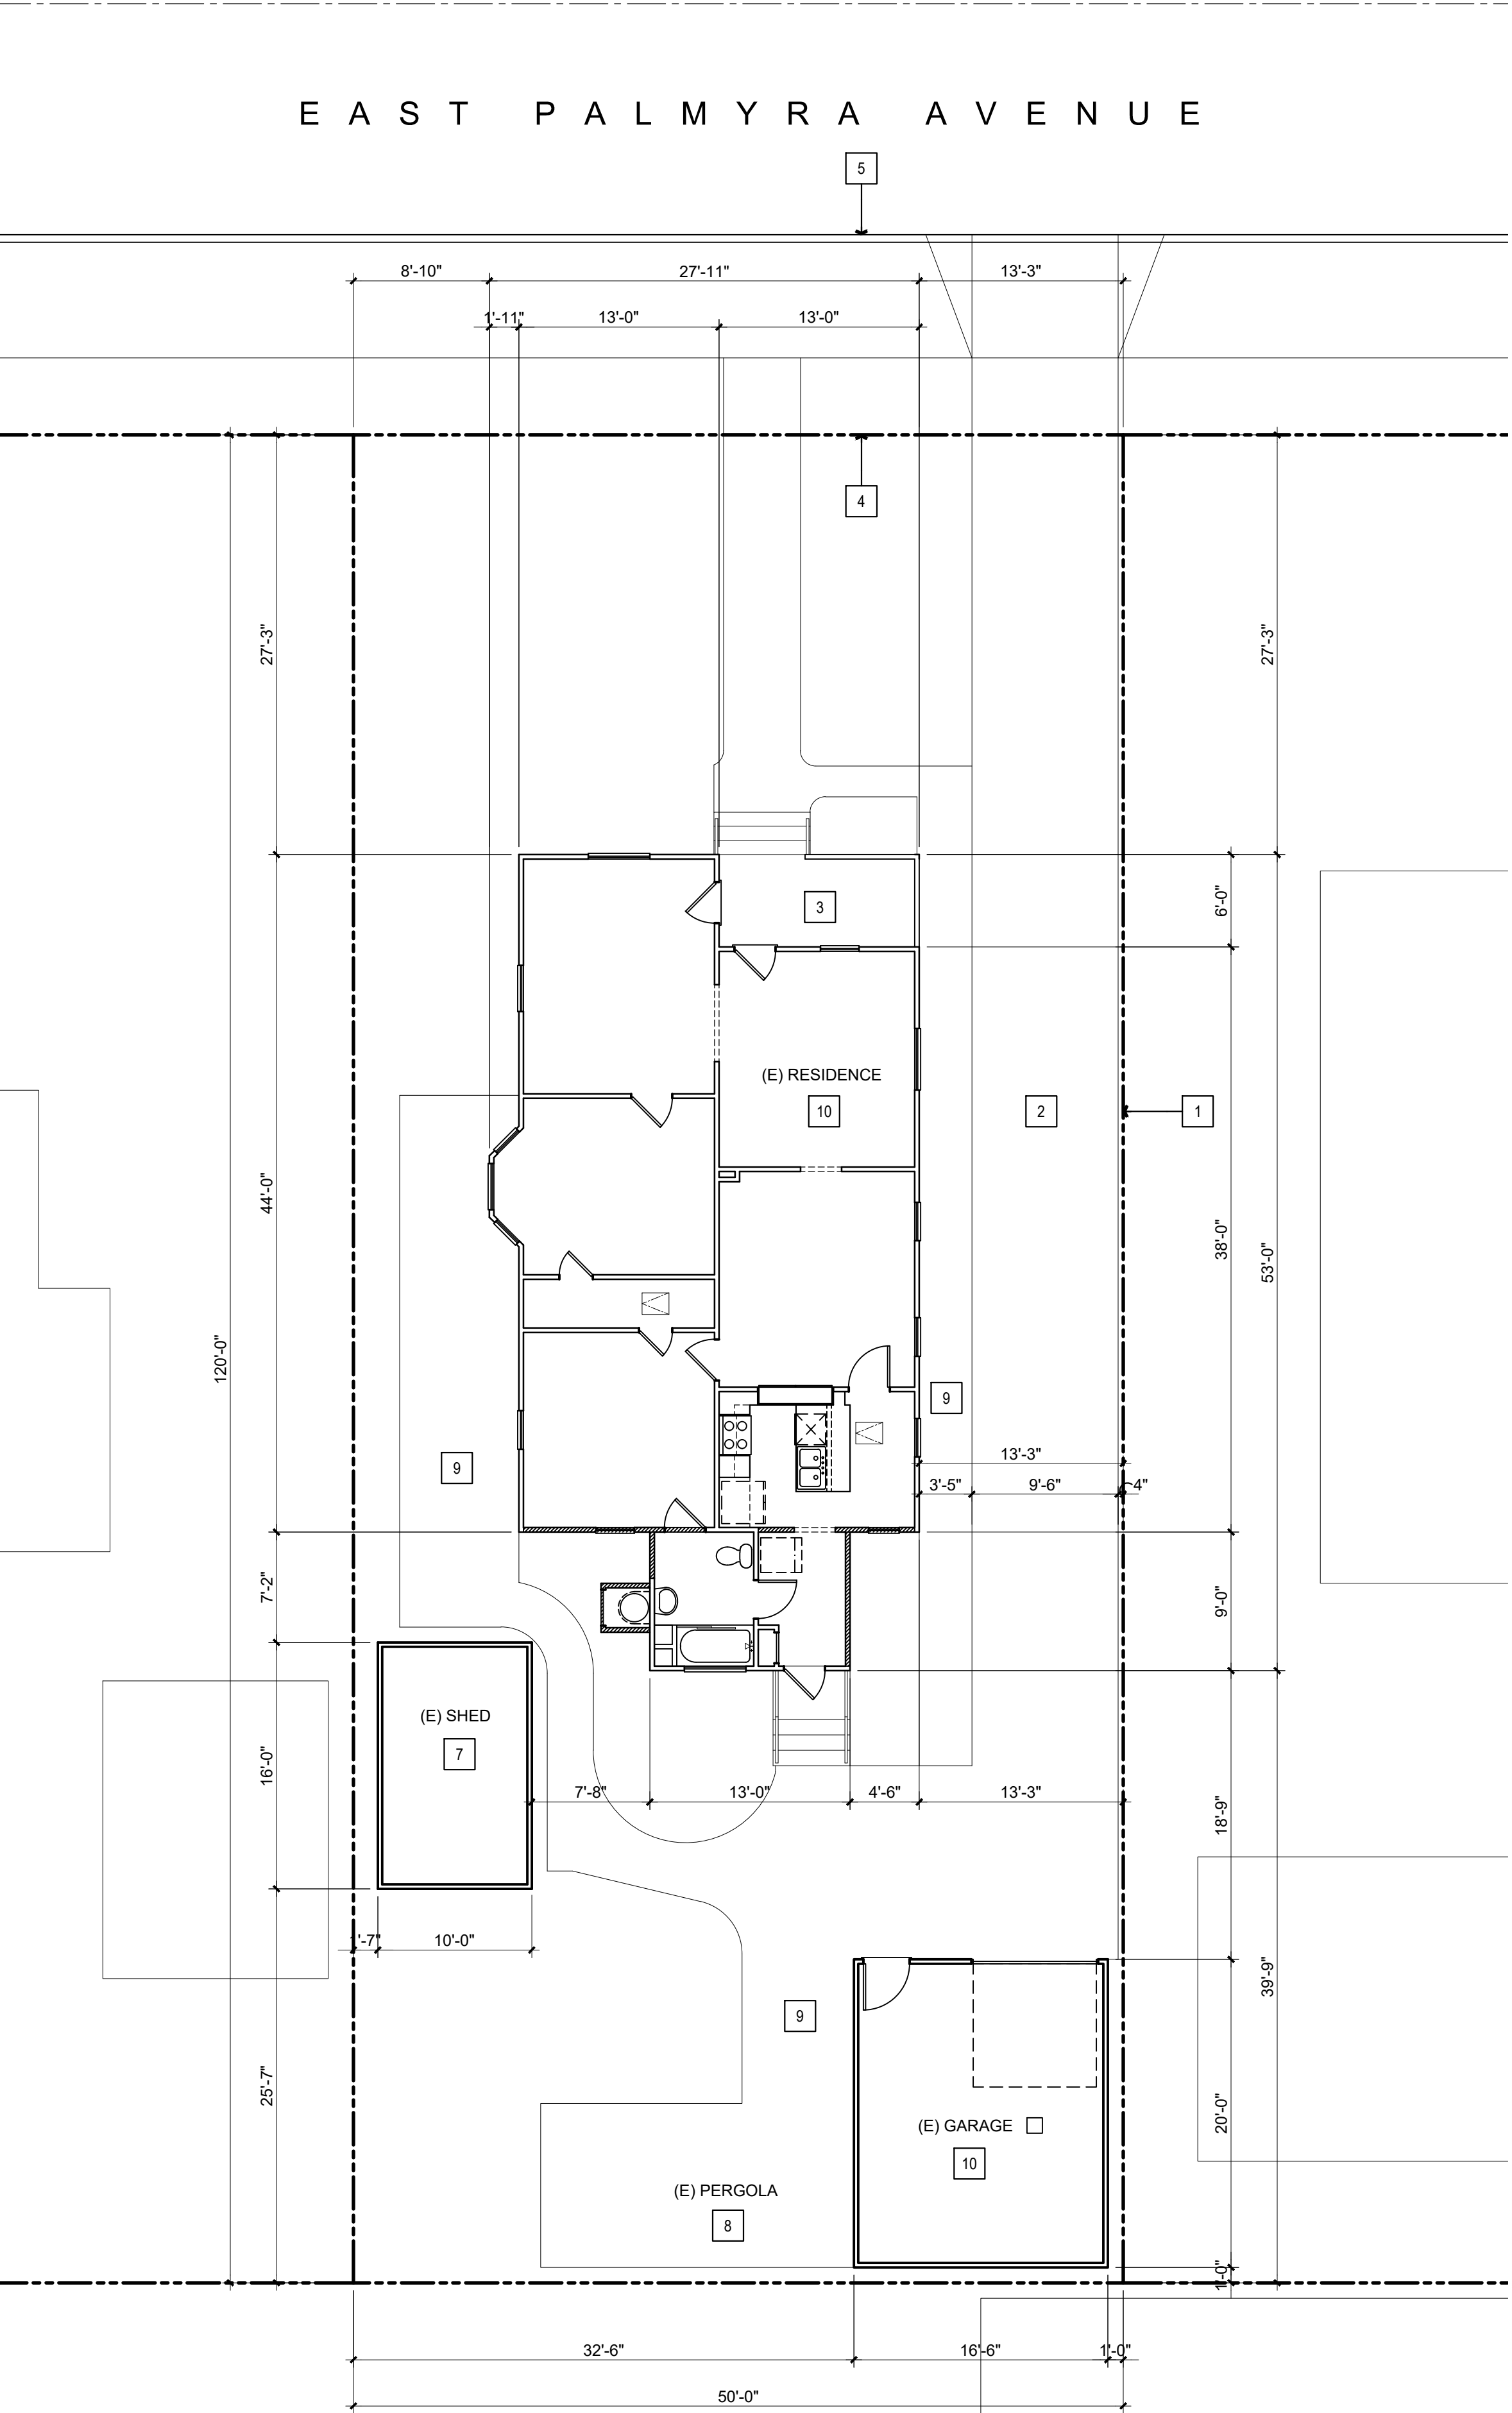 EAST PALMYRA AVENUE
5
8'-10" 27'-11" 13'-3"
1'-11" 13'-0" 13'-0"
4
27'-3" 27'-3"
3 6'-0"
(E) RESIDENCE
10 2 1
44'-0" 38'-0" 53'-0"
120'-0"
9
9 13'-3"
3'-5" 9'-6" 4"
7'-2" 9'-0"
(E) SHED
7
16'-0" 7'-8" 13'-0" 4'-6" 13'-3" 18'-9"
1'-7" 10'-0" 39'-9"
9
25'-7" 20'-0"
(E) GARAGE
10
(E) PERGOLA
8
1'-0"
32'-6" 16'-6" 1'-0"
50'-0"